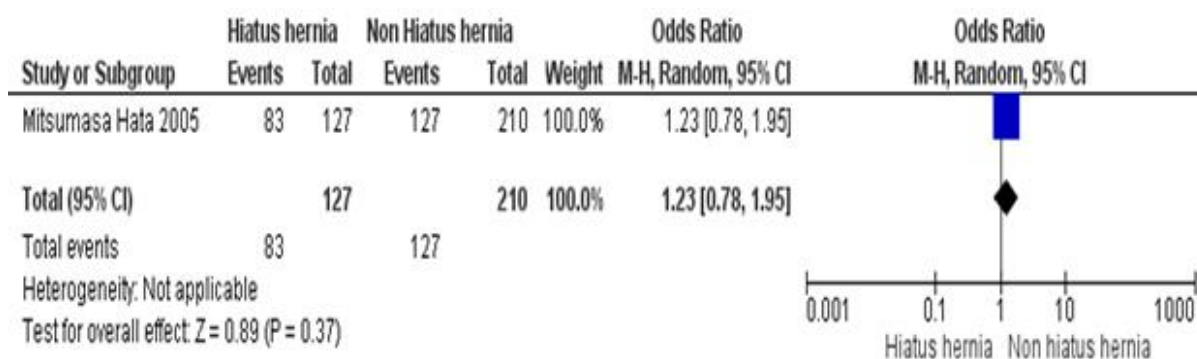 Hiatus hernia Non Hiatus hernia Odds Ratio Odds Ratio
Study or Subgroup Events Total Events Total Weight M-H, Random, 95% CI M-H, Random, 95% CI
Mitsumasa Hata 2005 83 127 127 210 100.0% 1.23 [0.78, 1.95]
Total (95% CI) 127 210 100.0% 1.23 [0.78, 1.95]
Total events 83 127
Heterogeneity: Not applicable
Test for overall effect: Z = 0.89 (P = 0.37)
0.001 0.1 1 10 1000
Hiatus hernia Non hiatus hernia